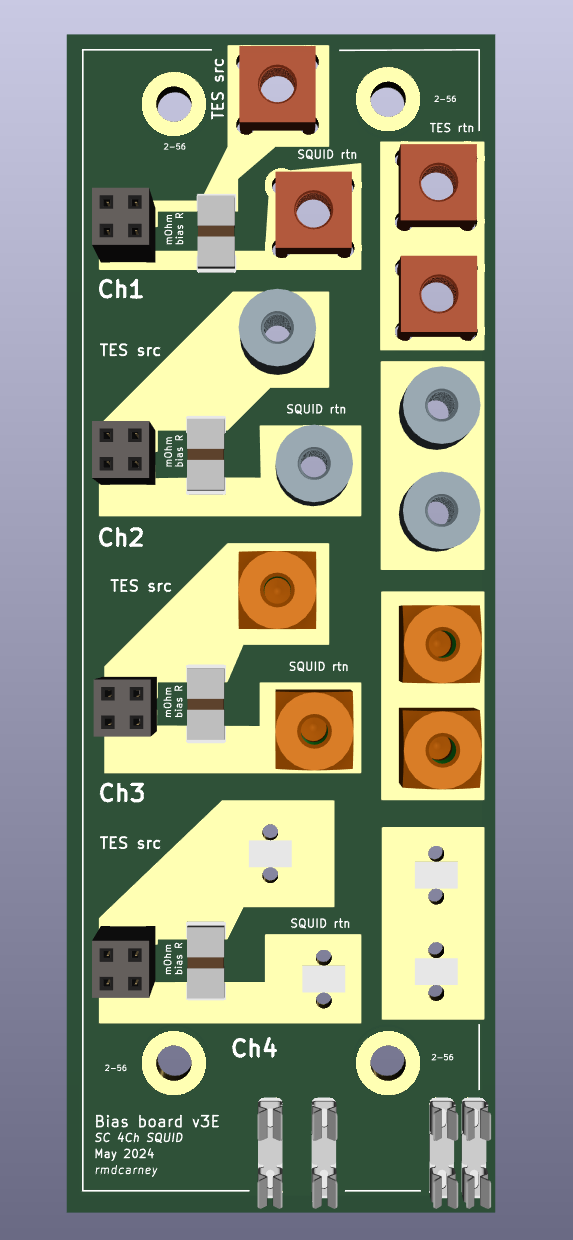 TES src
2-56
2-56
TES rtn
SQUID rtn
mOhm
bias R
Ch1
TES src
SQUID rtn
mOhm
bias R
Ch2
TES src
SQUID rtn
mOhm
bias R
Ch3
TES src
SQUID rtn
mOhm
bias R
Ch4
2-56
2-56
Bias board v3E
SC 4Ch SQUID
May 2024
rmdcarney